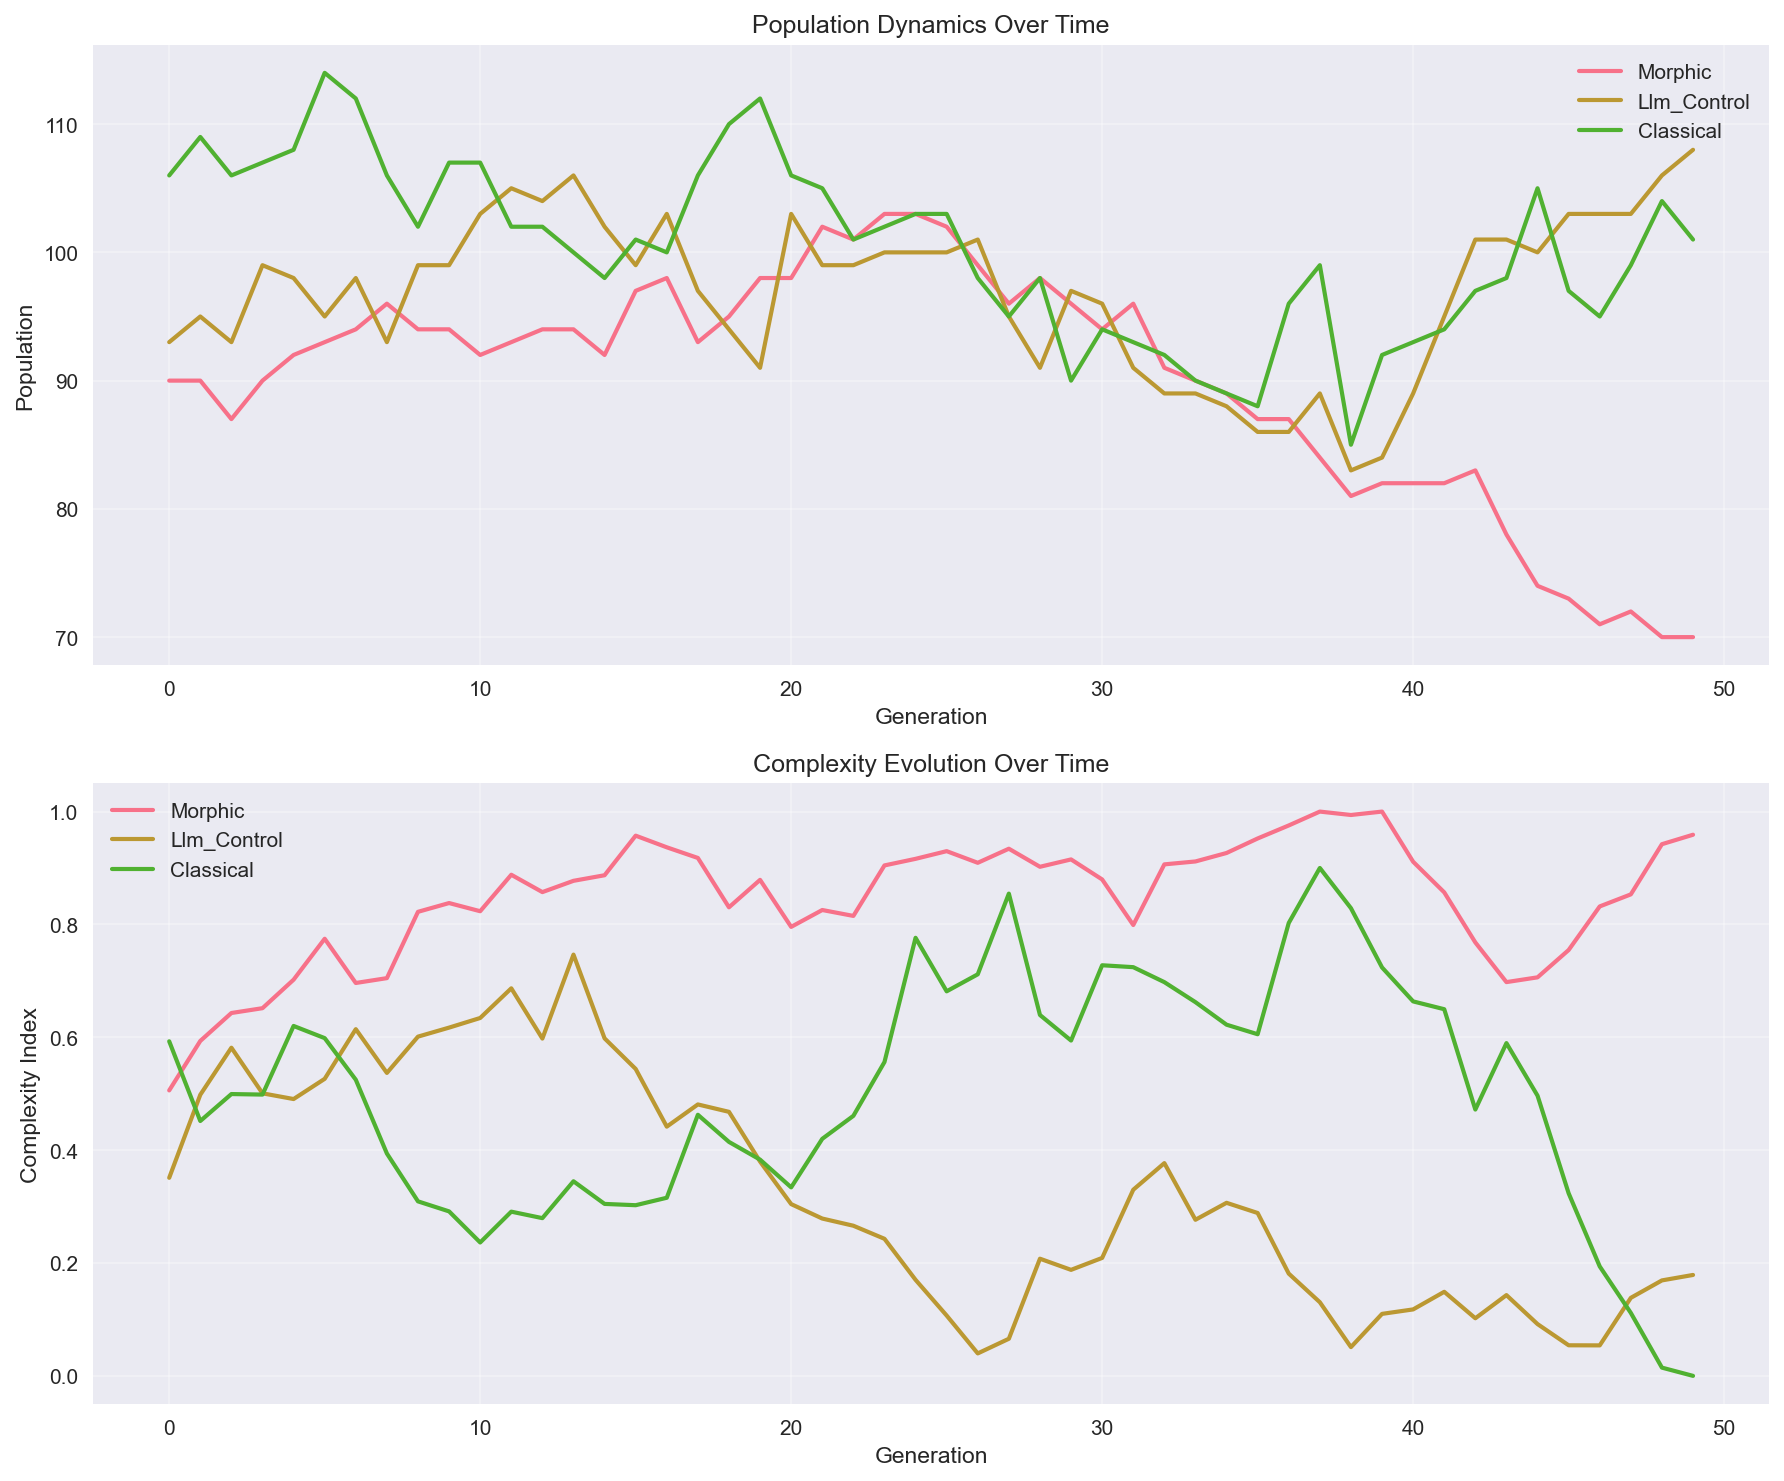 Population Dynamics Over Time
Morphic
Llm_Control
Classical
Population
110
100
90
80
70
0 10 20 30 40 50
Generation
Complexity Evolution Over Time
Morphic
Llm_Control
Classical
Complexity Index
1.0
0.8
0.6
0.4
0.2
0.0
0 10 20 30 40 50
Generation